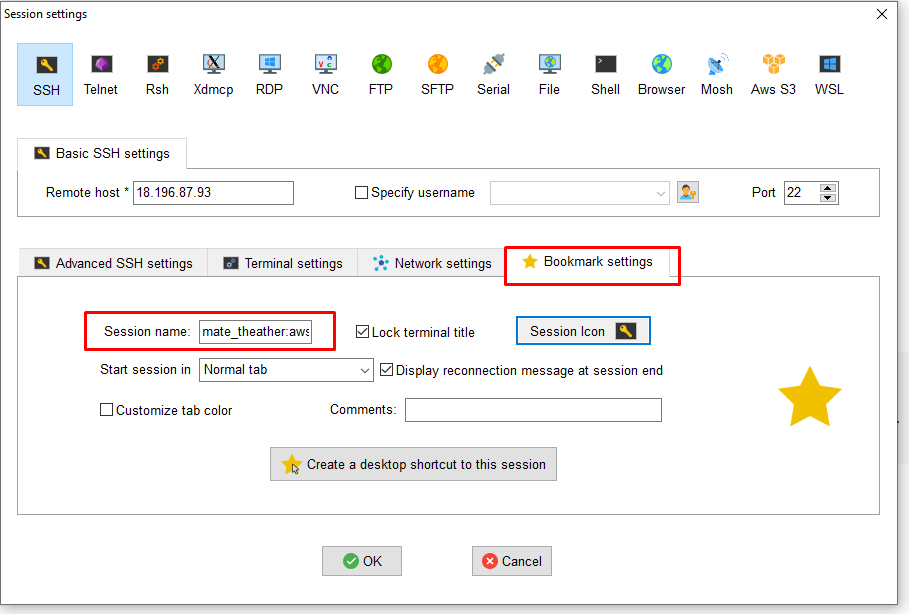 Session settings
SSH Telnet Rsh Xdmcp RDP VNC FTP SFTP Serial File Shell Browser Mosh Aws S3 WSL
Basic SSH settings
Remote host * 18.196.87.93 Specify username Port 22
Advanced SSH settings Terminal settings Network settings Bookmark settings
Session name: mate_theather:aws Lock terminal title Session Icon
Start session in Normal tab Display reconnection message at session end
Customize tab color Comments:
Create a desktop shortcut to this session
OK Cancel